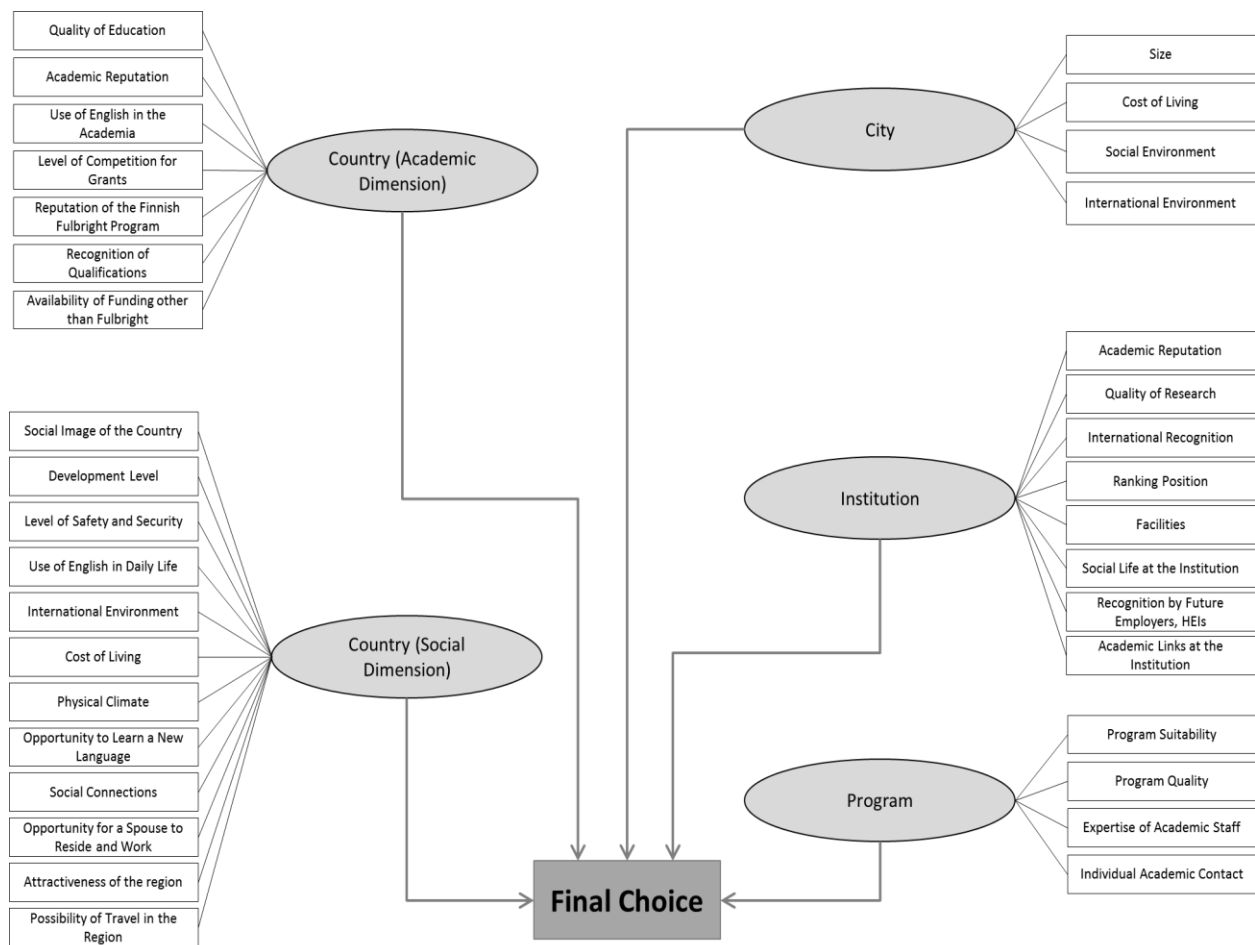 Quality of Education
Academic Reputation
Use of English in the
Academia
Level of Competition for
Grants
Reputation of the Finnish
Fulbright Program
Recognition of
Qualifications
Availability of Funding other
than Fulbright
Country (Academic
Dimension)
Social Image of the Country
Development Level
Level of Safety and Security
Use of English in Daily Life
International Environment
Cost of Living
Physical Climate
Opportunity to Learn a New
Language
Social Connections
Opportunity for a Spouse to
Reside and Work
Attractiveness of the region
Possibility of Travel in the
Region
Country (Social
Dimension)
City
Size
Cost of Living
Social Environment
International Environment
Institution
Academic Reputation
Quality of Research
International Recognition
Ranking Position
Facilities
Social Life at the Institution
Recognition by Future
Employers, HEIs
Academic Links at the
Institution
Program
Program Suitability
Program Quality
Expertise of Academic Staff
Individual Academic Contact
Final Choice